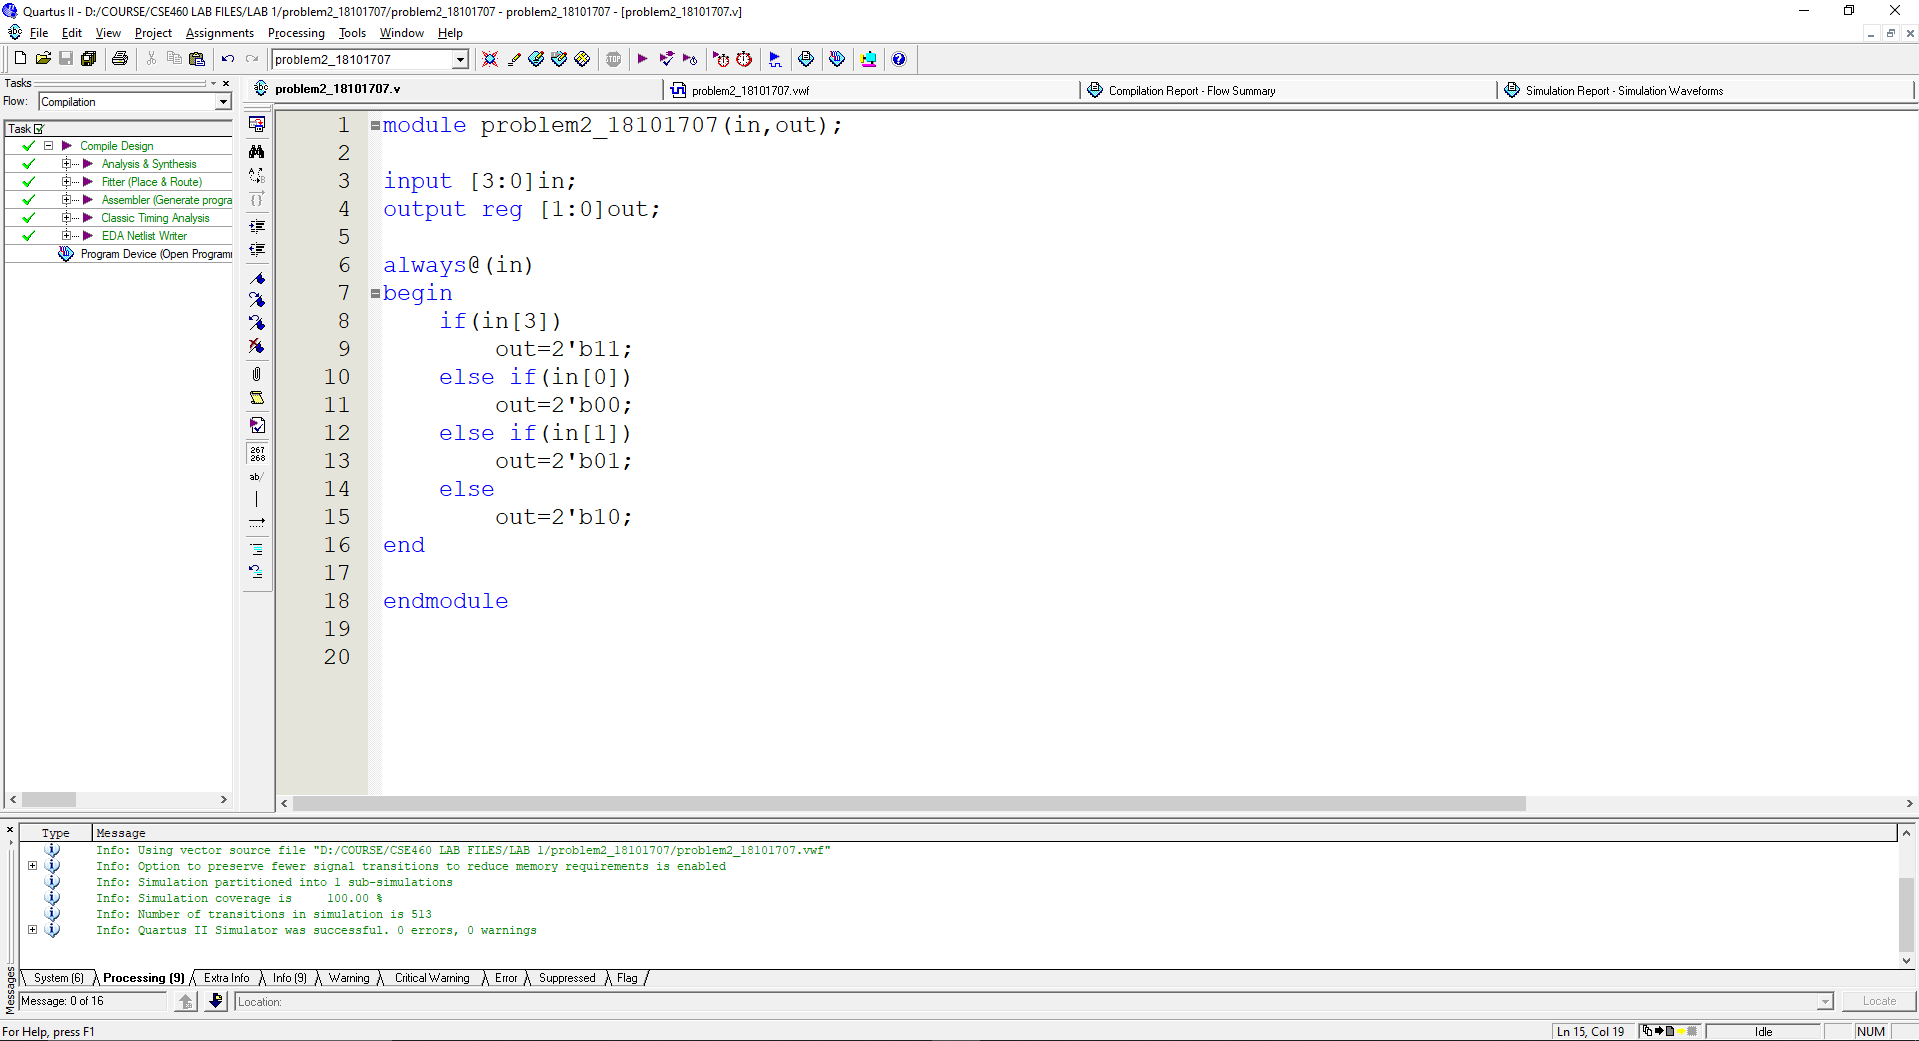 Quartus II - D:/COURSE/CSE460 LAB FILES/LAB 1/problem2_18101707/problem2_18101707 - problem2_18101707 - [problem2_18101707.v]
File Edit View Project Assignments Processing Tools Window Help
problem2_18101707
Tasks
Flow: Compilation
Task
Compile Design
Analysis & Synthesis
Fitter (Place & Route)
Assembler (Generate progra
Classic Timing Analysis
EDA Netlist Writer
Program Device (Open Program
problem2_18101707.v
problem2_18101707.vwf
Compilation Report - Flow Summary
Simulation Report - Simulation Waveforms
267
268
ab/
1 module problem2_18101707(in,out);
2
3 input [3:0]in;
4 output reg [1:0]out;
5
6 always@(in)
7 begin
8 if(in[3])
9 out=2'b11;
10 else if(in[0])
11 out=2'b00;
12 else if(in[1])
13 out=2'b01;
14 else
15 out=2'b10;
16 end
17
18 endmodule
19
20
Type Message
Info: Using vector source file "D:/COURSE/CSE460 LAB FILES/LAB 1/problem2_18101707/problem2_18101707.vwf"
Info: Option to preserve fewer signal transitions to reduce memory requirements is enabled
Info: Simulation partitioned into 1 sub-simulations
Info: Simulation coverage is 100.00 %
Info: Number of transitions in simulation is 513
Info: Quartus II Simulator was successful. 0 errors, 0 warnings
System (6) Processing (9) Extra Info Info (9) Warning Critical Warning Error Suppressed Flag
Messages
Message: 0 of 16
Location:
Locate
For Help, press F1
Ln 15, Col 19
Idle
NUM